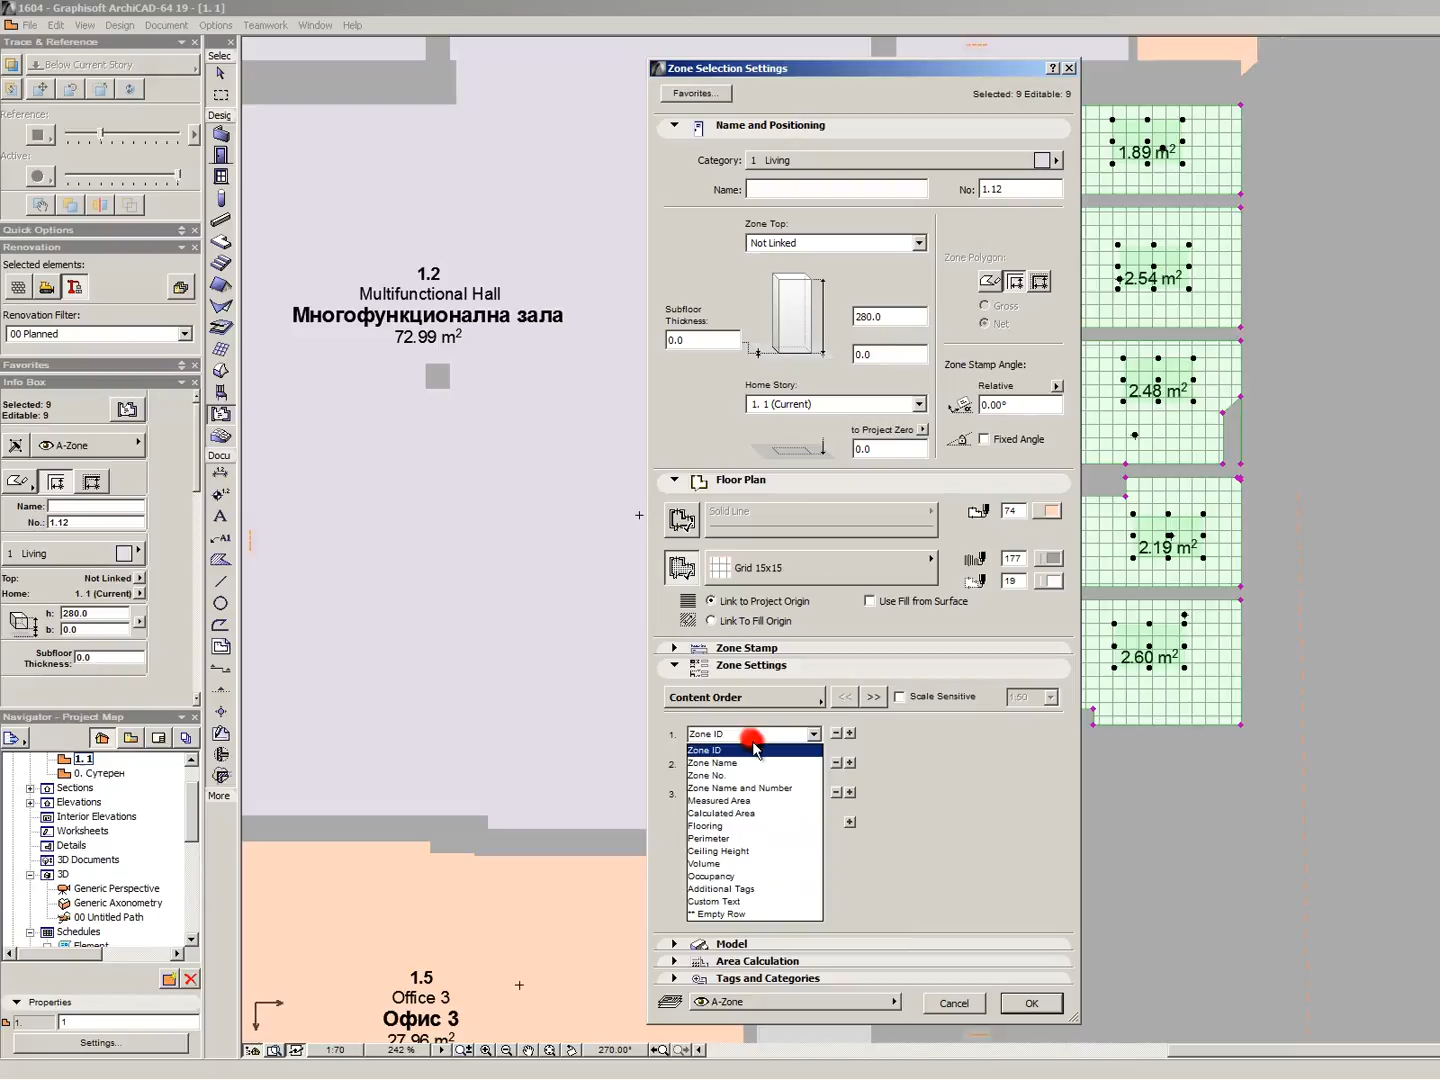 1604 - Graphisoft ArchiCAD-64 19 - [1. 1]
File Edit View Design Document Options Teamwork Window Help
Trace & Reference
Below Current Story
Reference:
Active:
Quick Options
Renovation
Selected elements:
Renovation Filter:
00 Planned
Favorites
Info Box
Selected: 9
Editable: 9
A-Zone
Name:
No.: 1.12
1 Living
Top: Not Linked
Home: 1. 1 (Current)
h: 280.0
b: 0.0
Subfloor
Thickness: 0.0
Navigator - Project Map
1. 1
0. Сутерен
Sections
Elevations
Interior Elevations
Worksheets
Details
3D Documents
3D
Generic Perspective
Generic Axonometry
00 Untitled Path
Schedules
Element
Properties
1. 1
Settings...
Selec
Desig
Docu
A
A1
More
1.2
Multifunctional Hall
Многофункционална зала
72.99 m2
1.5
Office 3
Офис 3
27.96 m2
1:70 242 % 270.00°
Zone Selection Settings
Favorites...
Selected: 9 Editable: 9
Name and Positioning
Category: 1 Living
Name:
No: 1.12
Zone Top:
Not Linked
Zone Polygon:
Gross
Net
Subfloor
Thickness:
0.0
280.0
0.0
Zone Stamp Angle:
Relative
0.00°
Home Story:
1. 1 (Current)
to Project Zero
0.0
Fixed Angle
Floor Plan
Solid Line
74
Grid 15x15
177
19
Link to Project Origin
Use Fill from Surface
Link To Fill Origin
Zone Stamp
Zone Settings
Content Order
<< >>
Scale Sensitive
1:50
1. Zone ID
2.
3.
Zone ID
Zone Name
Zone No.
Zone Name and Number
Measured Area
Calculated Area
Flooring
Perimeter
Ceiling Height
Volume
Occupancy
Additional Tags
Custom Text
** Empty Row
Model
Area Calculation
Tags and Categories
A-Zone
Cancel
OK
1.89 m2
2.54 m2
2.48 m2
2.19 m2
2.60 m2